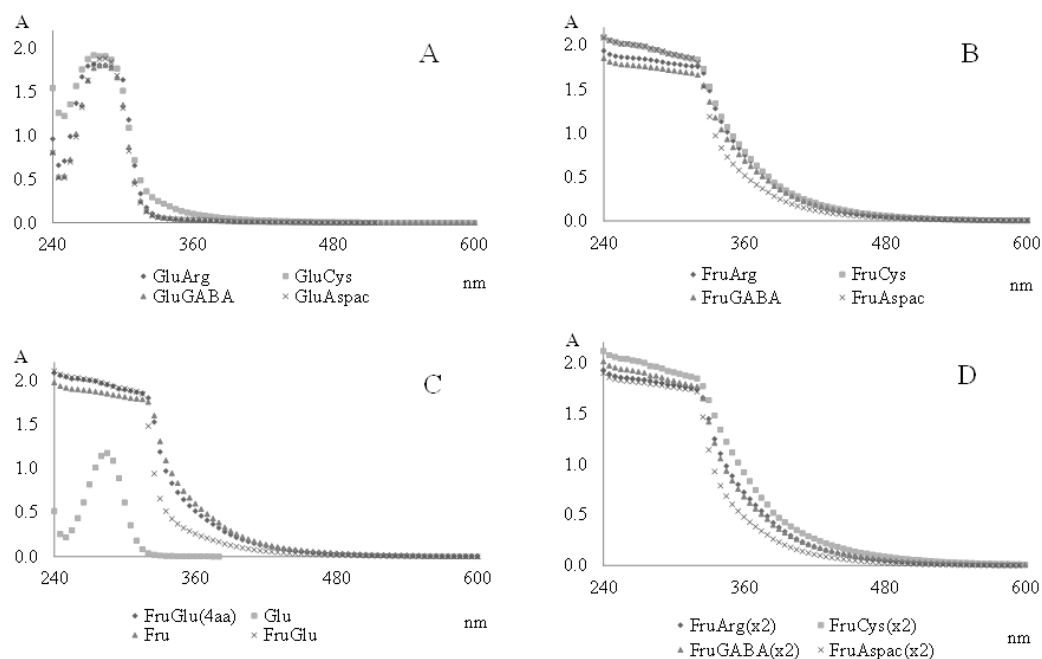 A
A
2.0
1.5
1.0
0.5
0.0
240 360 480 600
GluArg GluCys
GluGABA GluAspac
nm
A
B
2.0
1.5
1.0
0.5
0.0
240 360 480 600
FruArg FruCys
FruGABA FruAspac
nm
A
C
2.0
1.5
1.0
0.5
0.0
240 360 480 600
FruGlu(4aa) Glu
Fru FruGlu
nm
A
D
2.0
1.5
1.0
0.5
0.0
240 360 480 600
FruArg(x2) FruCys(x2)
FruGABA(x2) FruAspac(x2)
nm